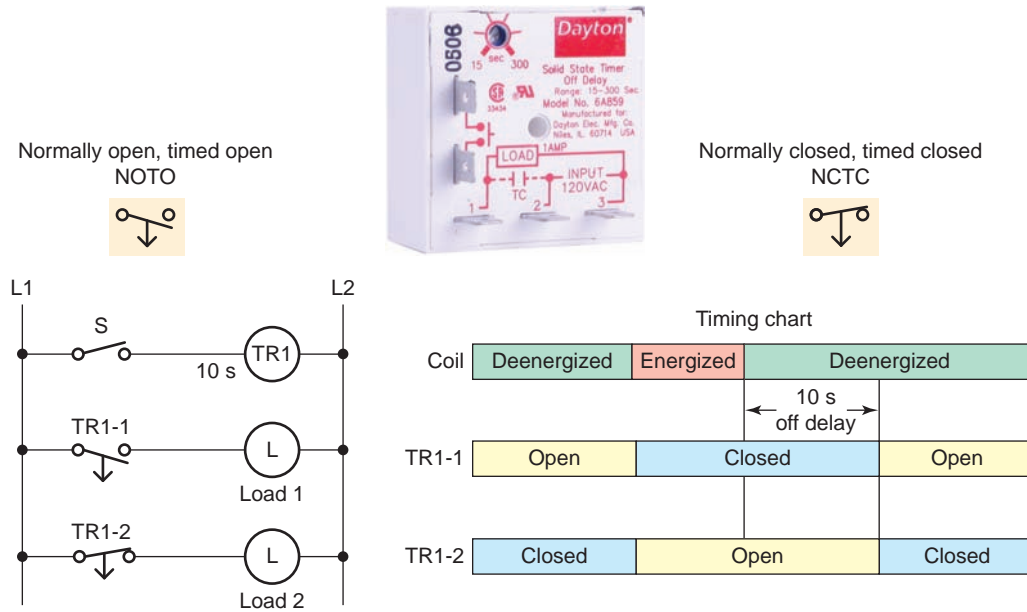 0506
Dayton
15 sec 300
Solid State Timer
Off Delay
Range: 15-300 Sec.
Model No. 6A859
Manufactured for:
Dayton Elec. Mfg. Co.
Niles, IL. 60714 USA
1AMP
LOAD
INPUT
120VAC
TC
1
2
3
Normally open, timed open
NOTO
Normally closed, timed closed
NCTC
L1
L2
S
TR1
10 s
TR1-1
L
Load 1
TR1-2
L
Load 2
Timing chart
Coil
Deenergized
Energized
Deenergized
10 s
off delay
TR1-1
Open
Closed
Open
TR1-2
Closed
Open
Closed